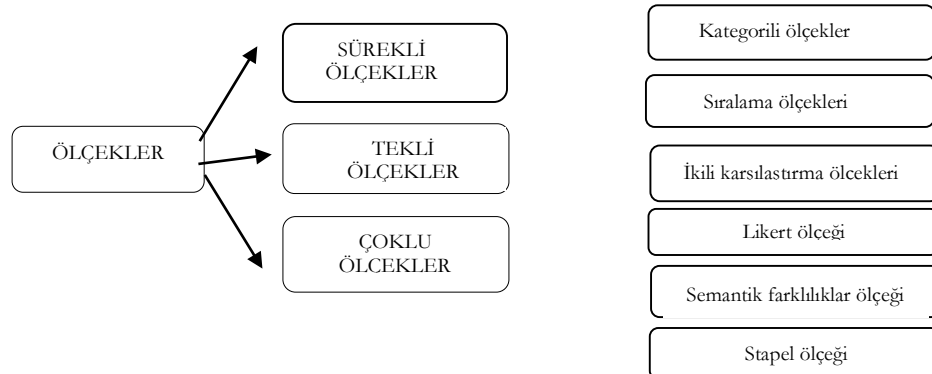 ÖLÇEKLER
SÜREKLİ
ÖLÇEKLER
TEKLİ
ÖLÇEKLER
ÇOKLU
ÖLCEKLER
Kategorili ölçekler
Sıralama ölçekleri
İkili karsılastırma ölcekleri
Likert ölçeği
Semantik farklılıklar ölçeği
Stapel ölçeği